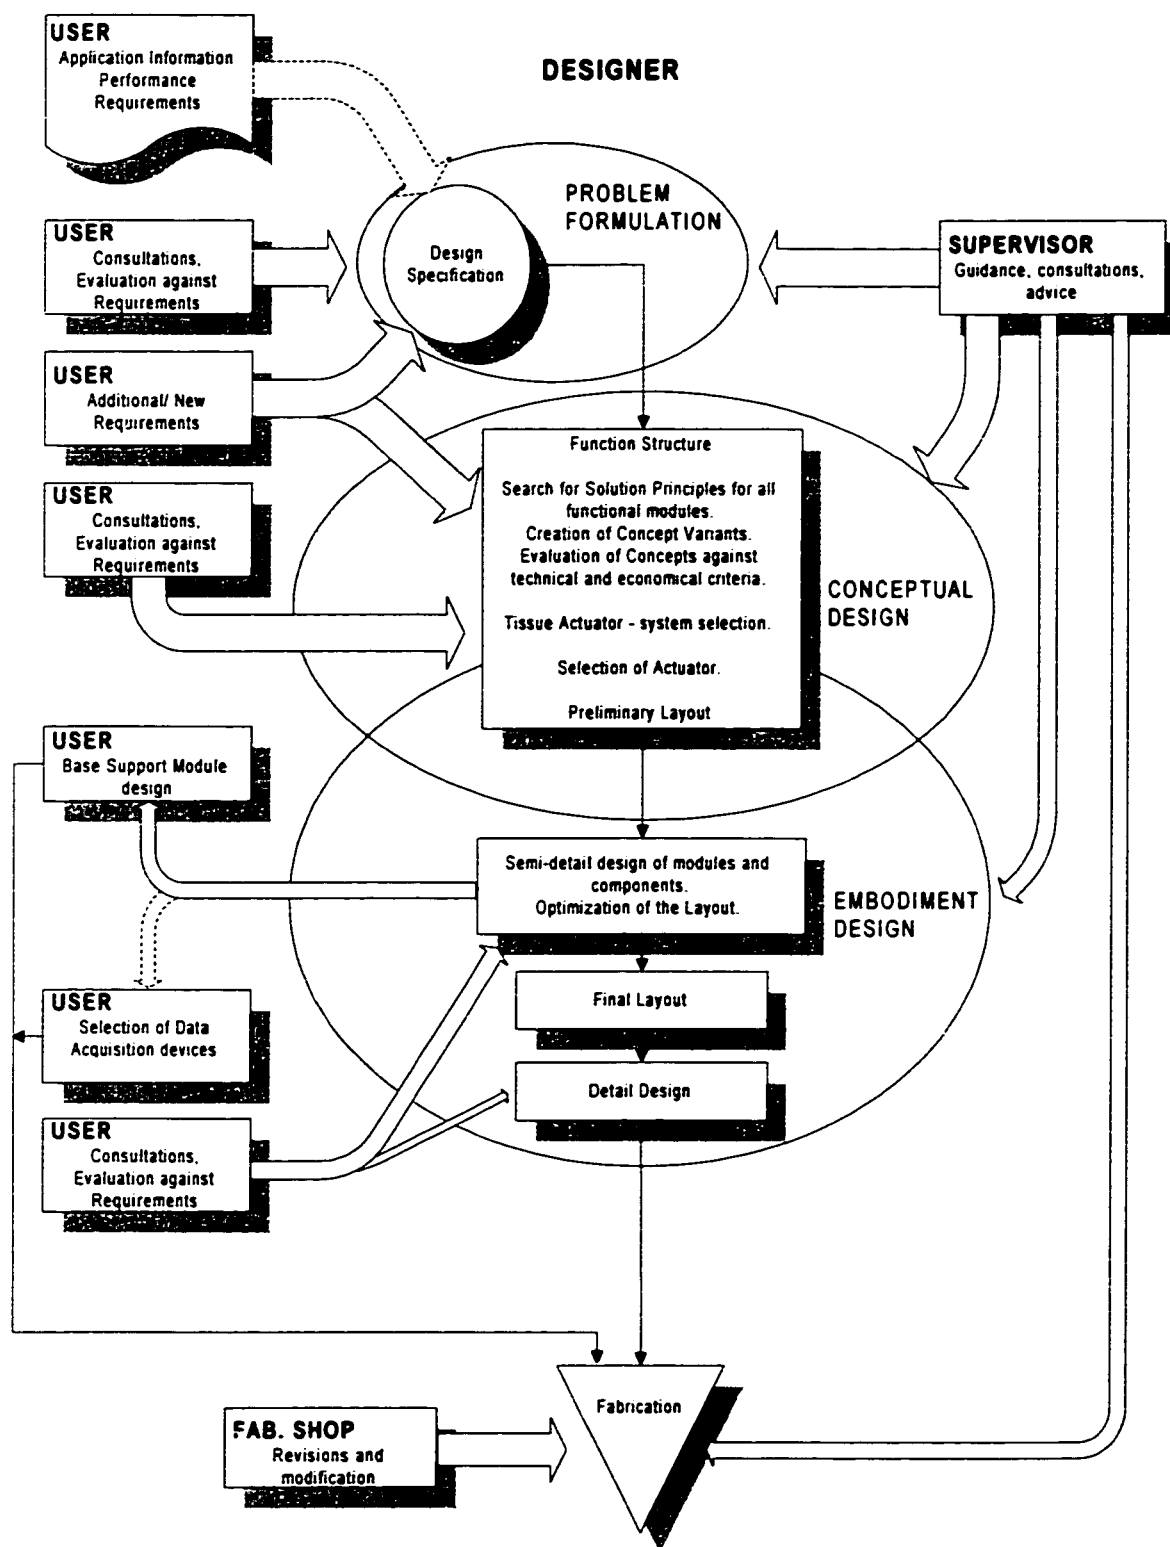 USER
Application Information
Performance
Requirements
DESIGNER
PROBLEM
FORMULATION
USER
Consultations,
Evaluation against
Requirements
Design
Specification
SUPERVISOR
Guidance, consultations,
advice
USER
Additional/ New
Requirements
USER
Consultations,
Evaluation against
Requirements
Function Structure
Search for Solution Principles for all
functional modules.
Creation of Concept Variants.
Evaluation of Concepts against
technical and economical criteria.
Tissue Actuator - system selection.
Selection of Actuator.
Preliminary Layout
CONCEPTUAL
DESIGN
USER
Base Support Module
design
Semi-detail design of modules and
components.
Optimization of the Layout.
EMBODIMENT
DESIGN
USER
Selection of Data
Acquisition devices
Final Layout
Detail Design
USER
Consultations,
Evaluation against
Requirements
Fabrication
FAB. SHOP
Revisions and
modification